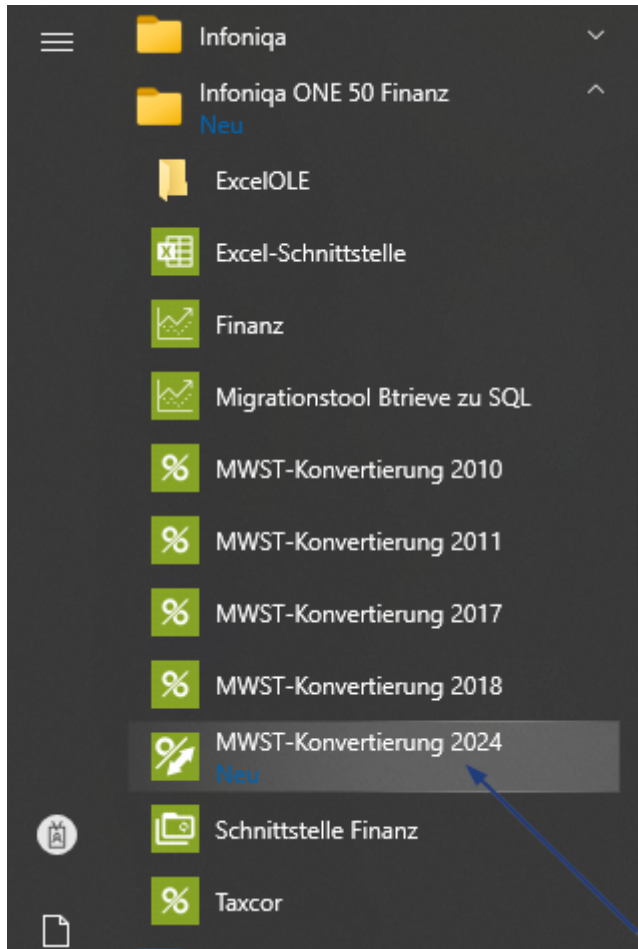 Infoniqa
Infoniqa ONE 50 Finanz
Neu
ExcelOLE
Excel-Schnittstelle
Finanz
Migrationstool Btrieve zu SQL
MWST-Konvertierung 2010
MWST-Konvertierung 2011
MWST-Konvertierung 2017
MWST-Konvertierung 2018
MWST-Konvertierung 2024
Neu
Schnittstelle Finanz
Taxcor